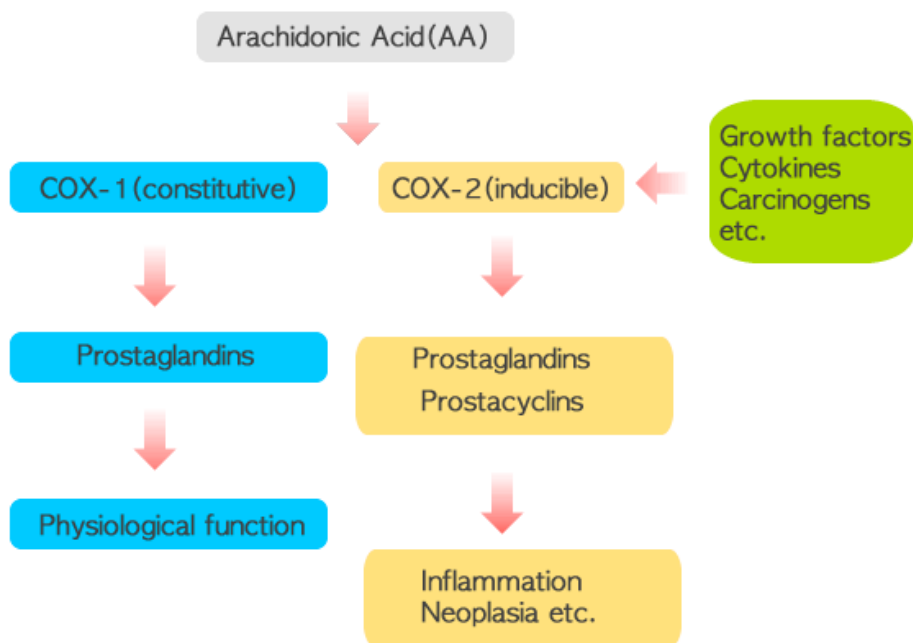 Arachidonic Acid(AA)
COX-1(constitutive)
COX-2(inducible)
Growth factors
Cytokines
Carcinogens
etc.
Prostaglandins
Prostaglandins
Prostacyclins
Physiological function
Inflammation
Neoplasia etc.